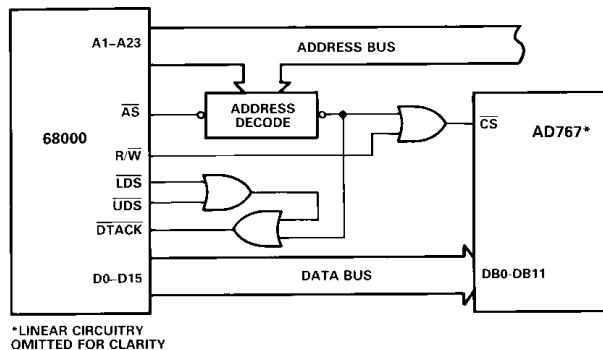 A1–A23
ADDRESS BUS
AS
ADDRESS
DECODE
68000
CS
AD767*
R/W
LDS
UDS
DTACK
D0–D15
DATA BUS
DB0-DB11
*LINEAR CIRCUITRY
OMITTED FOR CLARITY